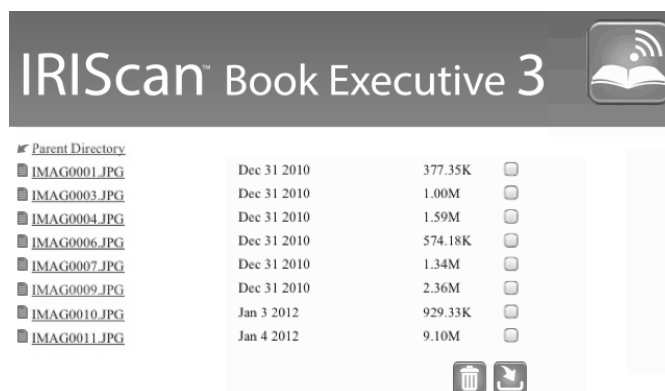 IRIScan™ Book Executive 3
Parent Directory
IMAG0001.JPG Dec 31 2010 377.35K
IMAG0003.JPG Dec 31 2010 1.00M
IMAG0004.JPG Dec 31 2010 1.59M
IMAG0006.JPG Dec 31 2010 574.18K
IMAG0007.JPG Dec 31 2010 1.34M
IMAG0009.JPG Dec 31 2010 2.36M
IMAG0010.JPG Jan 3 2012 929.33K
IMAG0011.JPG Jan 4 2012 9.10M